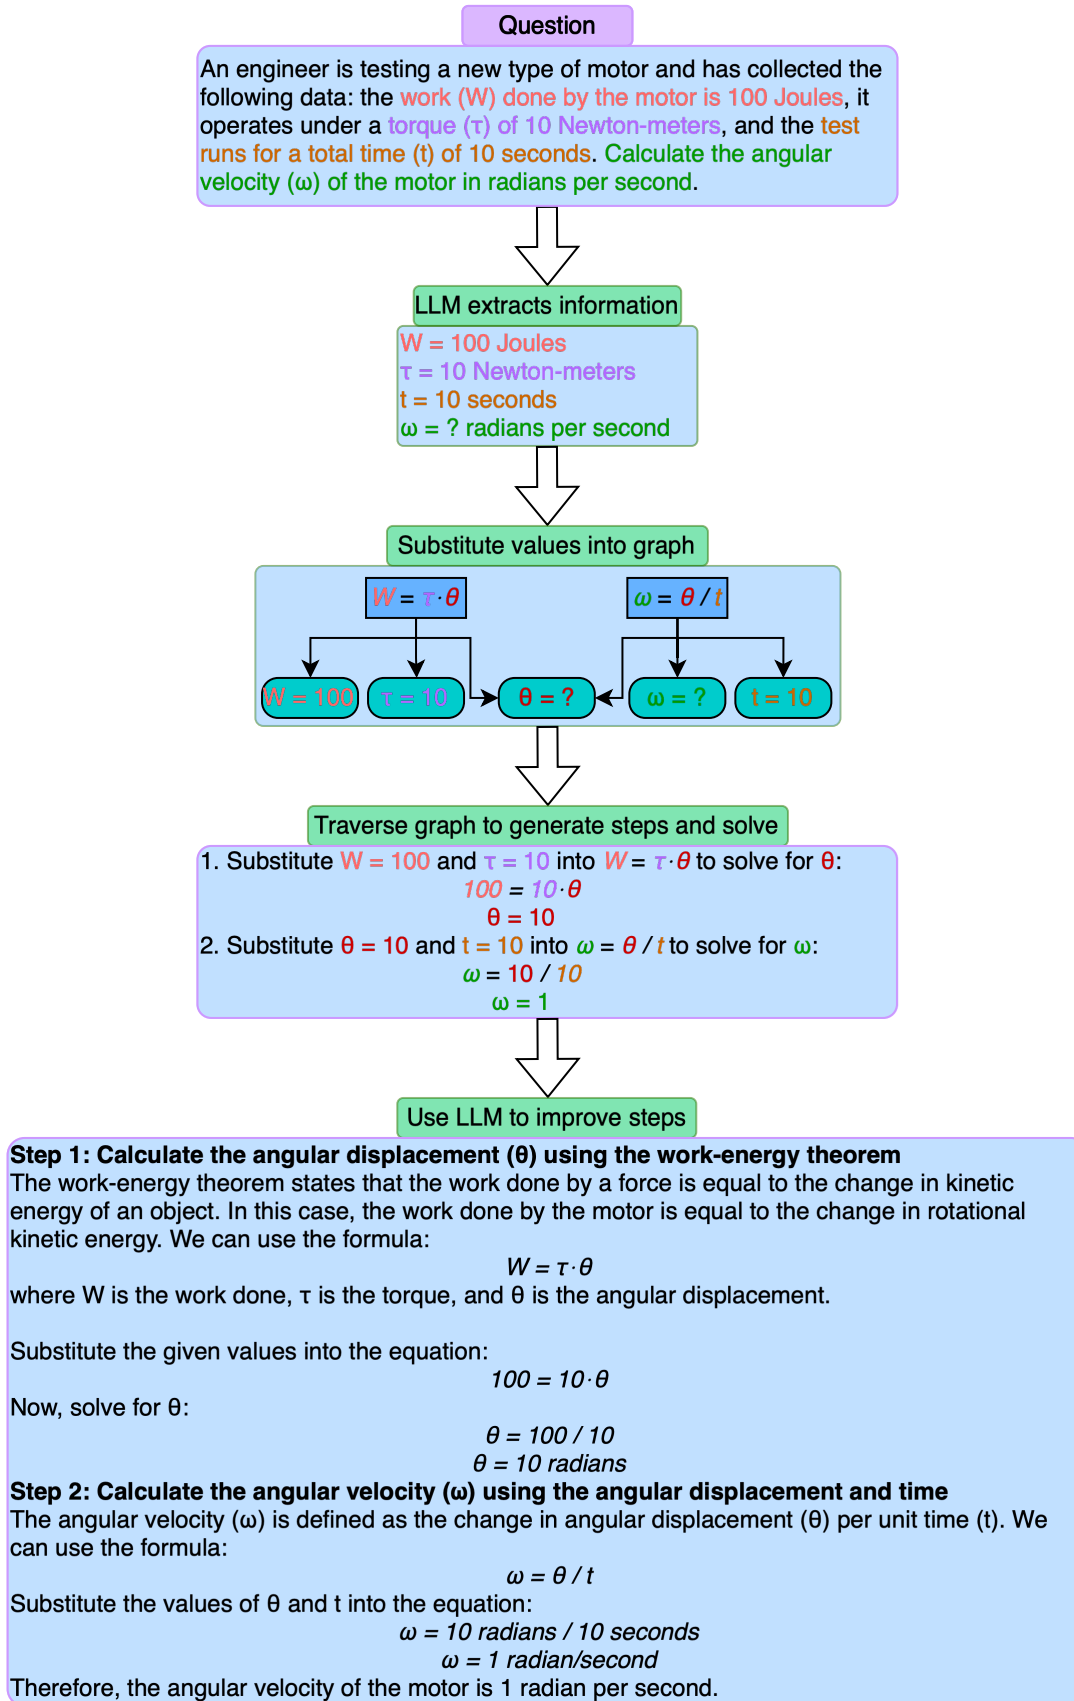 Question
An engineer is testing a new type of motor and has collected the
following data: the work (W) done by the motor is 100 Joules, it
operates under a torque (τ) of 10 Newton-meters, and the test
runs for a total time (t) of 10 seconds. Calculate the angular
velocity (ω) of the motor in radians per second.
LLM extracts information
W = 100 Joules
τ = 10 Newton-meters
t = 10 seconds
ω = ? radians per second
Substitute values into graph
W = τ·θ
ω = θ / t
W = 100
τ = 10
θ = ?
ω = ?
t = 10
Traverse graph to generate steps and solve
1. Substitute W = 100 and τ = 10 into W = τ·θ to solve for θ:
100 = 10·θ
θ = 10
2. Substitute θ = 10 and t = 10 into ω = θ / t to solve for ω:
ω = 10 / 10
ω = 1
Use LLM to improve steps
Step 1: Calculate the angular displacement (θ) using the work-energy theorem
The work-energy theorem states that the work done by a force is equal to the change in kinetic
energy of an object. In this case, the work done by the motor is equal to the change in rotational
kinetic energy. We can use the formula:
W = τ·θ
where W is the work done, τ is the torque, and θ is the angular displacement.
Substitute the given values into the equation:
100 = 10·θ
Now, solve for θ:
θ = 100 / 10
θ = 10 radians
Step 2: Calculate the angular velocity (ω) using the angular displacement and time
The angular velocity (ω) is defined as the change in angular displacement (θ) per unit time (t). We
can use the formula:
ω = θ / t
Substitute the values of θ and t into the equation:
ω = 10 radians / 10 seconds
ω = 1 radian/second
Therefore, the angular velocity of the motor is 1 radian per second.